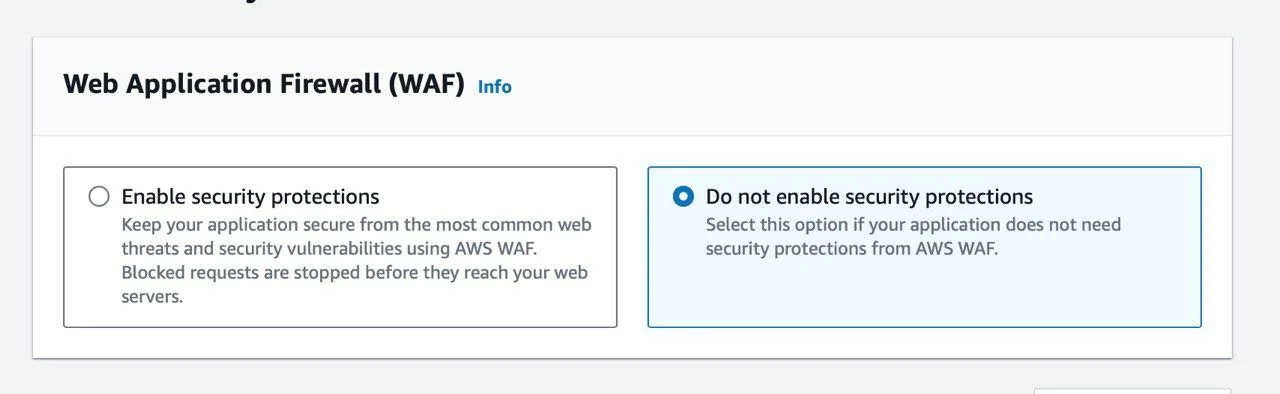 Web Application Firewall (WAF) Info
Enable security protections
Keep your application secure from the most common web
threats and security vulnerabilities using AWS WAF.
Blocked requests are stopped before they reach your web
servers.
Do not enable security protections
Select this option if your application does not need
security protections from AWS WAF.